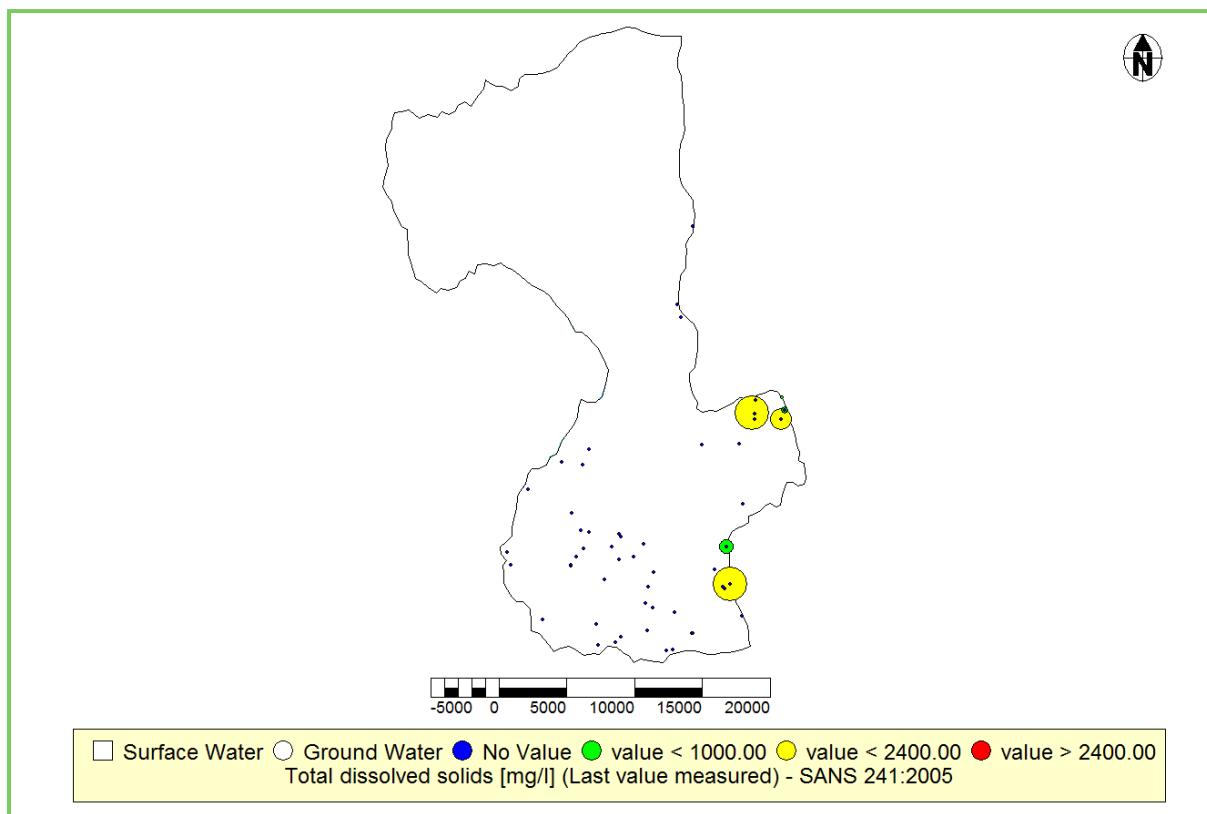 N
-5000 0 5000 10000 15000 20000
Surface Water Ground Water No Value value < 1000.00 value < 2400.00 value > 2400.00
Total dissolved solids [mg/l] (Last value measured) - SANS 241:2005